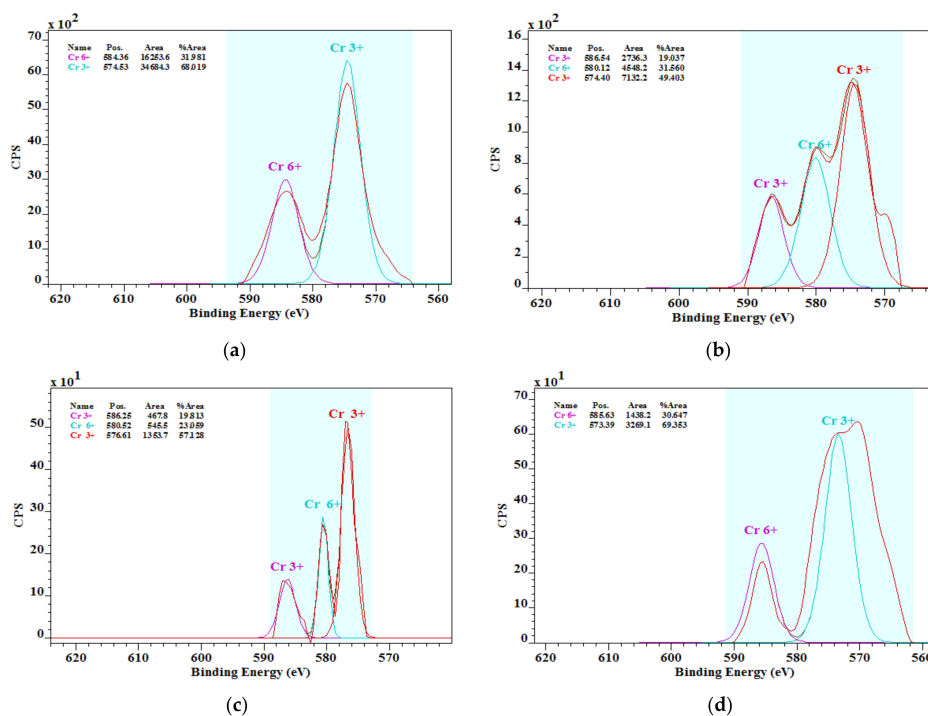 x 10²
Name Pos. Area %Area
Cr 6+ 584.36 16253.6 31.981
Cr 3+ 574.53 34684.3 68.019
Cr 3+
Cr 6+
70
60
50
40
30
20
10
0
CPS
620 610 600 590 580 570 560
Binding Energy (eV)
(a)
x 10²
Name Pos. Area %Area
Cr 3+ 586.54 2736.3 19.037
Cr 6+ 580.12 4548.2 31.560
Cr 3+ 574.40 7132.2 49.403
Cr 3+
Cr 6+
Cr 3+
16
14
12
10
8
6
4
2
0
CPS
620 610 600 590 580 570
Binding Energy (eV)
(b)
x 10¹
Name Pos. Area %Area
Cr 3+ 586.25 467.8 19.813
Cr 6+ 580.52 545.5 23.059
Cr 3+ 576.61 1353.7 57.128
Cr 3+
Cr 6+
Cr 3+
50
40
30
20
10
0
CPS
620 610 600 590 580 570
Binding Energy (eV)
(c)
x 10¹
Name Pos. Area %Area
Cr 6+ 585.63 1438.2 30.647
Cr 3+ 573.39 3269.1 69.353
Cr 3+
Cr 6+
70
60
50
40
30
20
10
0
CPS
620 610 600 590 580 570 560
Binding Energy (eV)
(d)